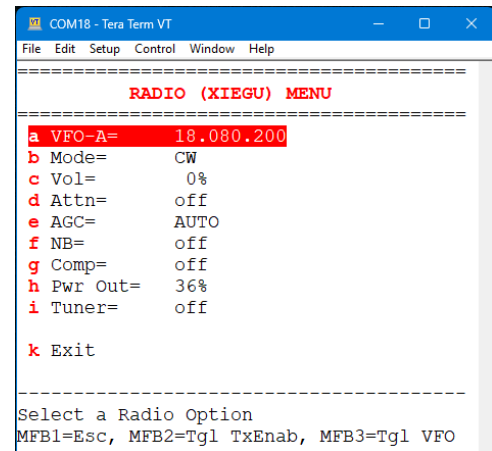 COM18 - Tera Term VT
File Edit Setup Control Window Help
==========================================
RADIO (XIEGU) MENU
==========================================
a VFO-A= 18.080.200
b Mode= CW
c Vol= 0%
d Attn= off
e AGC= AUTO
f NB= off
g Comp= off
h Pwr Out= 36%
i Tuner= off
k Exit
------------------------------------------
Select a Radio Option
MFB1=Esc, MFB2=Tgl TxEnab, MFB3=Tgl VFO